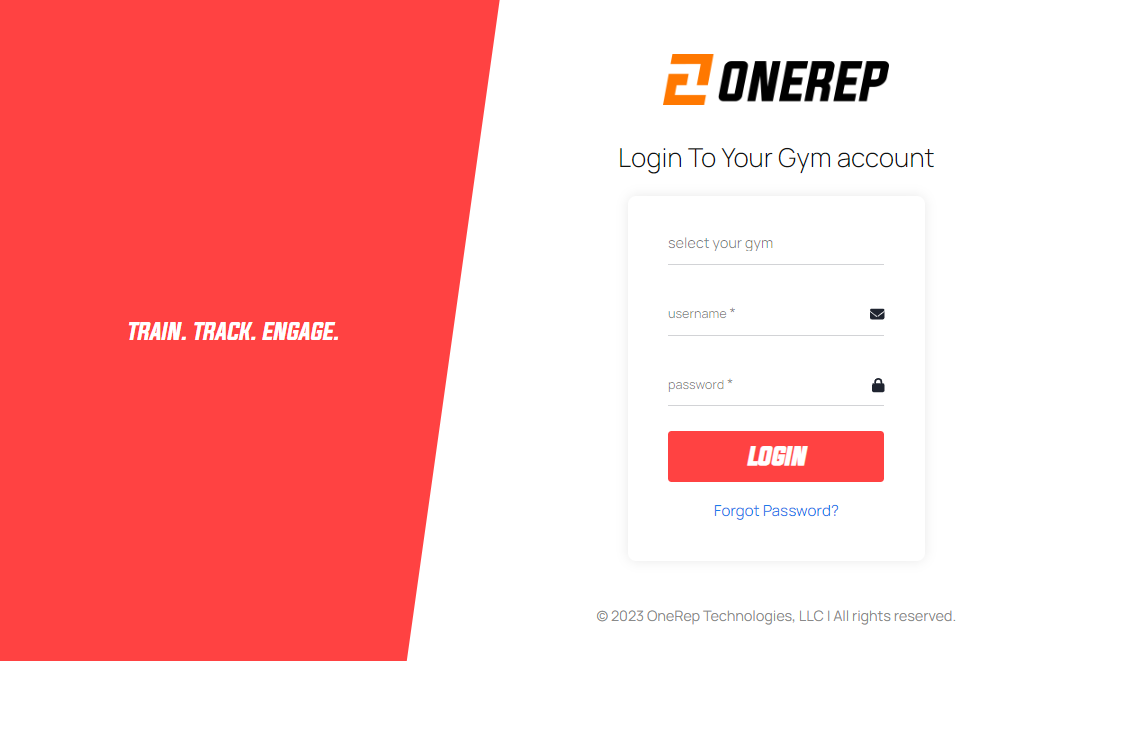 ONEREP
Login To Your Gym account
select your gym
username *
TRAIN. TRACK. ENGAGE.
password *
LOGIN
Forgot Password?
© 2023 OneRep Technologies, LLC | All rights reserved.